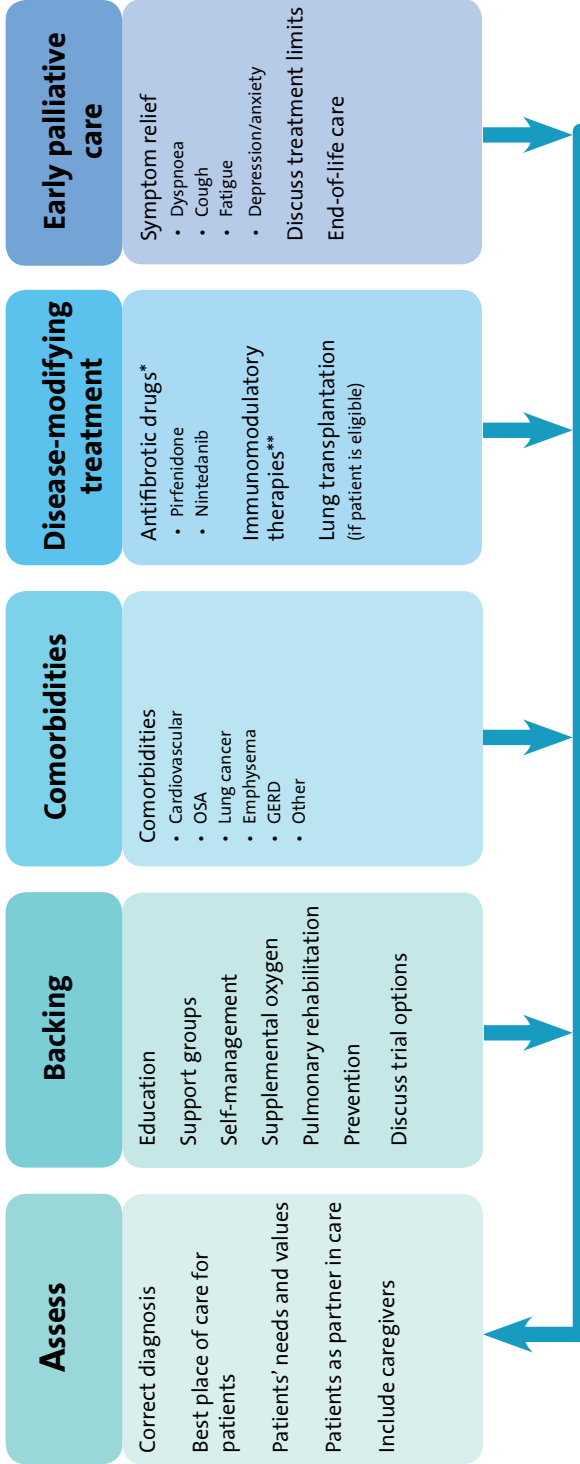 Assess
Correct diagnosis
Best place of care for
patients
Patients’ needs and values
Patients as partner in care
Include caregivers
Backing
Education
Support groups
Self-management
Supplemental oxygen
Pulmonary rehabilitation
Prevention
Discuss trial options
Comorbidities
Comorbidities
• Cardiovascular
• OSA
• Lung cancer
• Emphysema
• GERD
• Other
Disease-modifying
treatment
Antifibrotic drugs*
• Pirfenidone
• Nintedanib
Immunomodulatory
therapies**
Lung transplantation
(if patient is eligible)
Early palliative
care
Symptom relief
• Dyspnoea
• Cough
• Fatigue
• Depression/anxiety
Discuss treatment limits
End-of-life care